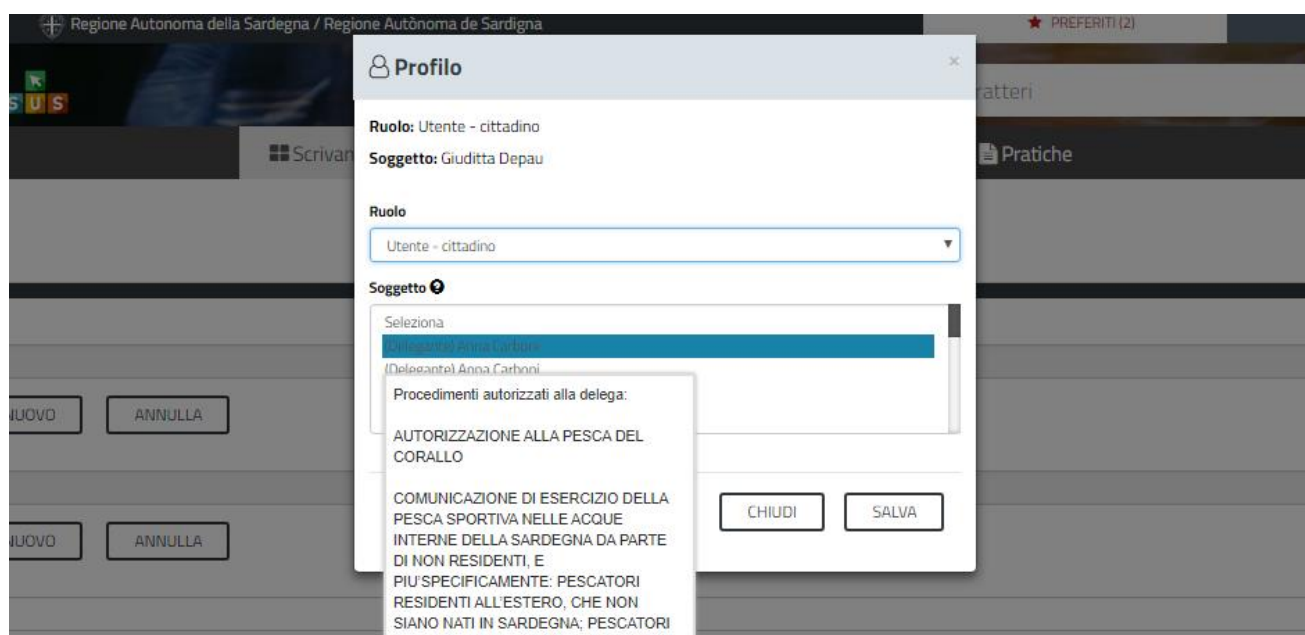 Regione Autonoma della Sardegna / Regione Autònoma de Sardigna
PREFERITI (2)
Profilo
×
ratteri
SUS
Ruolo: Utente - cittadino
Scrivan
Soggetto: Giuditta Depau
Pratiche
Ruolo
Utente - cittadino
Soggetto
Seleziona
(Delegante) Anna Carboni
(Delegante) Anna Carboni
Procedimenti autorizzati alla delega:
NUOVO
ANNULLA
AUTORIZZAZIONE ALLA PESCA DEL
CORALLO
COMUNICAZIONE DI ESERCIZIO DELLA
PESCA SPORTIVA NELLE ACQUE
INTERNE DELLA SARDEGNA DA PARTE
DI NON RESIDENTI, E
PIU'SPECIFICAMENTE: PESCATORI
RESIDENTI ALL'ESTERO, CHE NON
SIANO NATI IN SARDEGNA; PESCATORI
CHIUDI
SALVA
NUOVO
ANNULLA